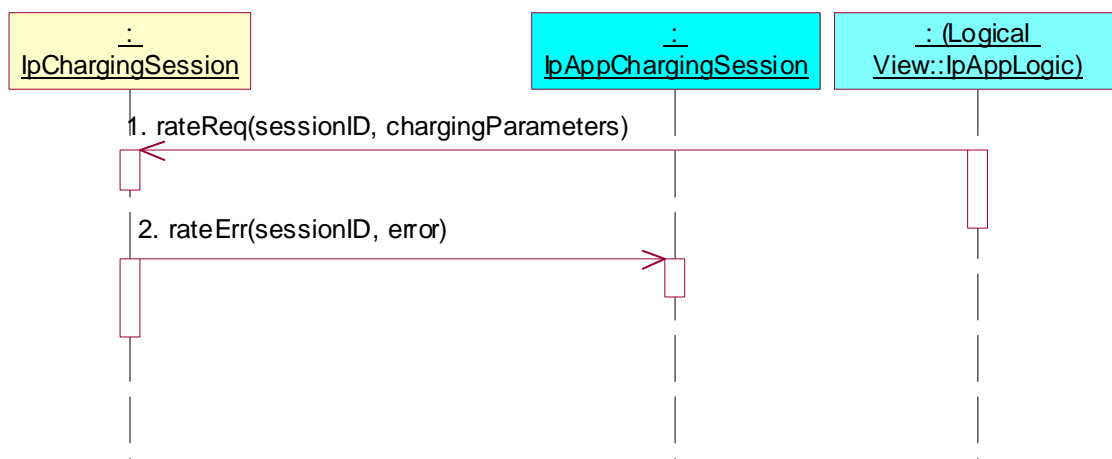 :
IpChargingSession
:
IpAppChargingSession
: (Logical
View::IpAppLogic)
1. rateReq(sessionID, chargingParameters)
2. rateErr(sessionID, error)